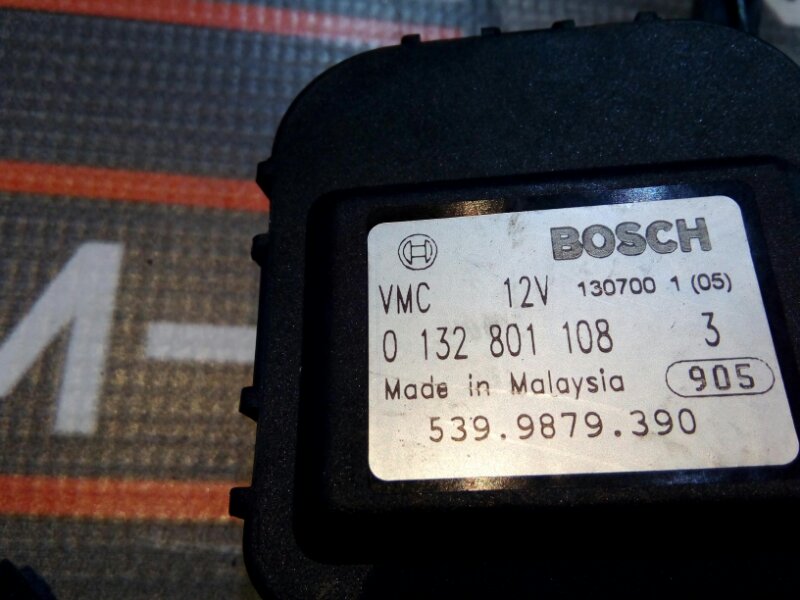 BOSCH
VMC 12V 130700 1 (05)
0 132 801 108 3
Made in Malaysia 905
539.9879.390